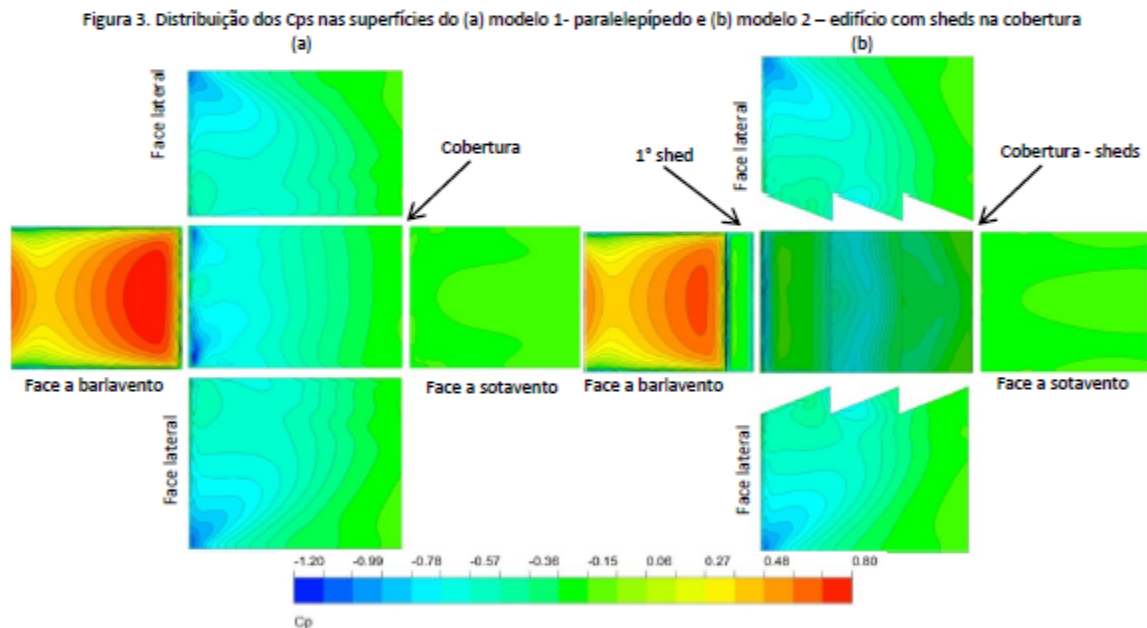 Figura 3. Distribuição dos Cps nas superfícies do (a) modelo 1- paralelepípedo e (b) modelo 2 – edifício com sheds na cobertura
(a)
(b)
Face lateral
Cobertura
Face a barlavento
Face a sotavento
Face lateral
Face lateral
1° shed
Cobertura - sheds
Face a barlavento
Face a sotavento
Face lateral
-1.20 -0.99 -0.78 -0.57 -0.36 -0.15 0.06 0.27 0.48 0.80
Cp